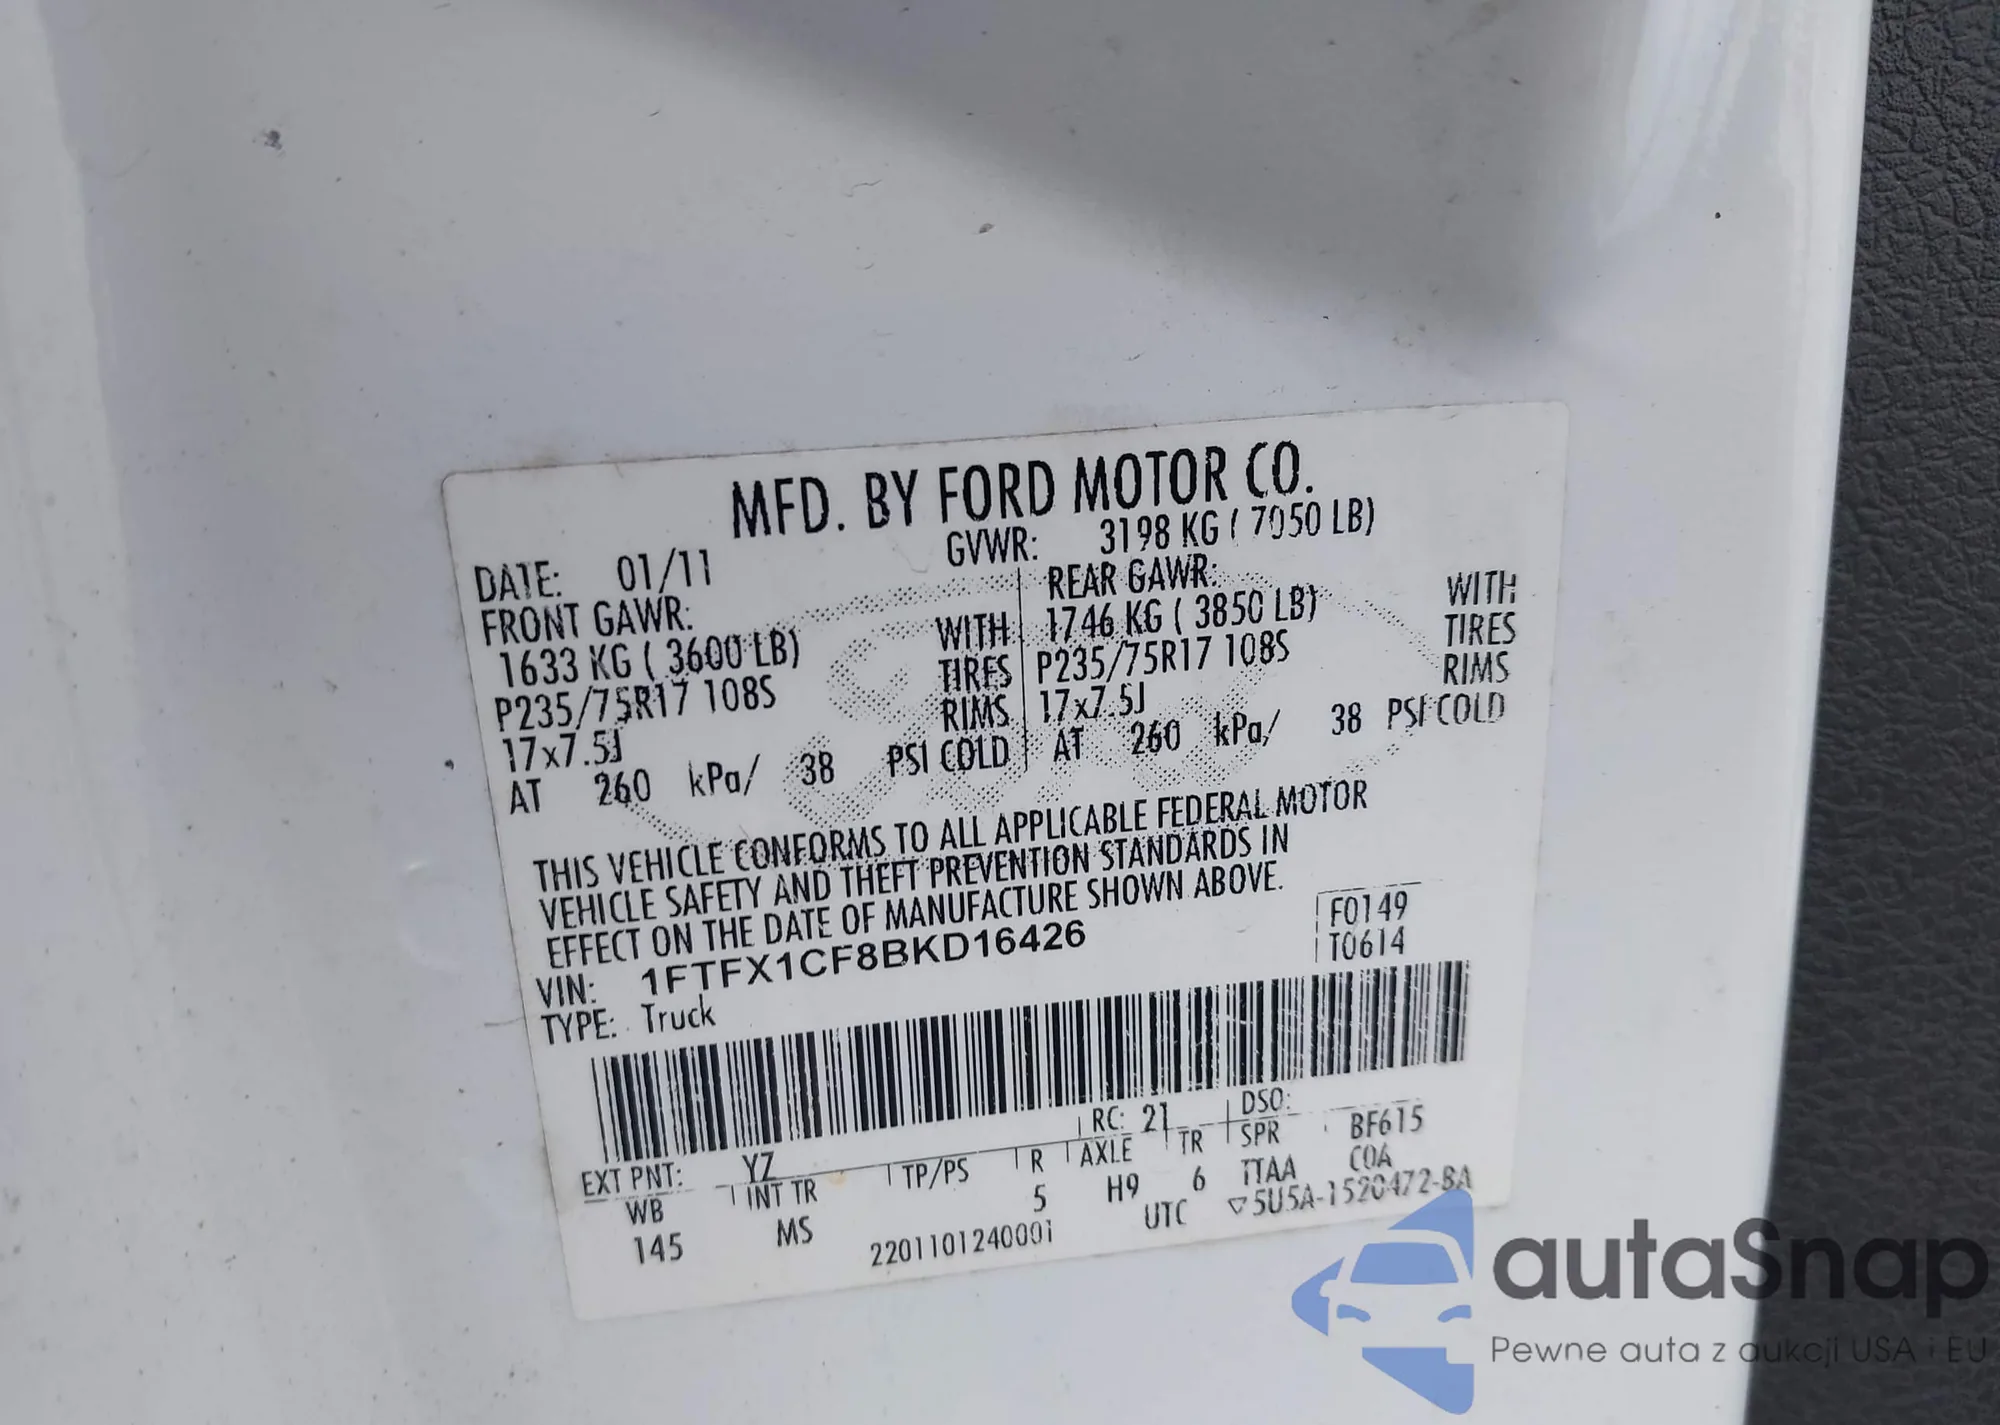 MFD. BY FORD MOTOR CO.
DATE: 01/11 GVWR: 3198 KG ( 7050 LB)
FRONT GAWR: REAR GAWR:
1633 KG ( 3600 LB) WITH 1746 KG ( 3850 LB) WITH
P235/75R17 108S TIRES P235/75R17 108S TIRES
17x7.5J RIMS 17x7.5J RIMS
AT 260 kPa/ 38 PSI COLD AT 260 kPa/ 38 PSI COLD
THIS VEHICLE CONFORMS TO ALL APPLICABLE FEDERAL MOTOR
VEHICLE SAFETY AND THEFT PREVENTION STANDARDS IN
EFFECT ON THE DATE OF MANUFACTURE SHOWN ABOVE.
VIN: 1FTFX1CF8BKD16426 F0149
TYPE: Truck T0614
EXT PNT: YZ RC: 21 DSO: BF615
WB INT TR TP/PS R AXLE TR SPR COA
145 MS 5 H9 6 TTAA
2201101240001 UTC ▽5U5A-1520472-BA
autaSnap
Pewne auta z aukcji USA i EU